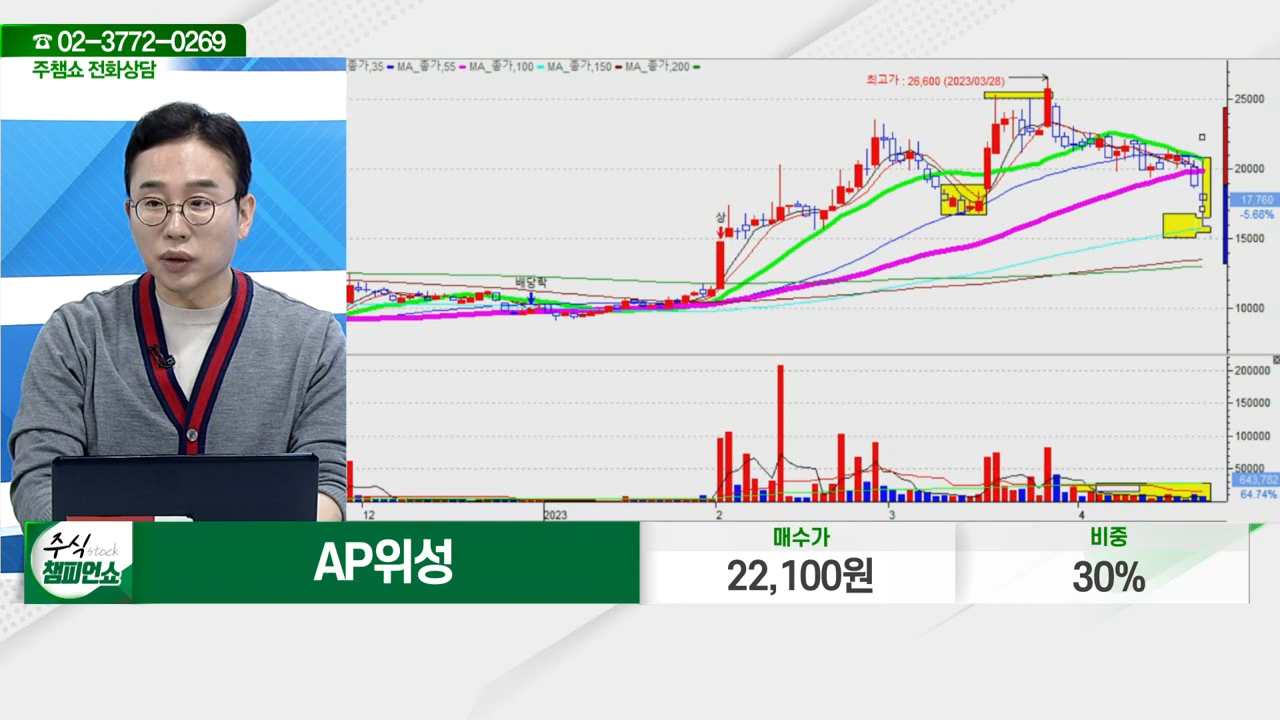 ☎ 02-3772-0269
주챔쇼 전화상담
종가,35 MA_종가,55 MA_종가,100 MA_종가,150 MA_종가,200
최고가 : 26,600 (2023/03/28)
25000
20000
17,760
-5.68%
15000
10000
상
배당락
200000
150000
100000
50000
643,782
64.74%
12 2023 2 3 4
주식 stock
챔피언쇼
AP위성
매수가
22,100원
비중
30%